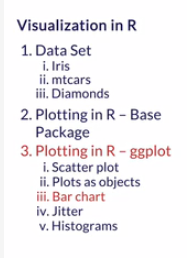 Visualization in R
1. Data Set
i. Iris
ii. mtcars
iii. Diamonds
2. Plotting in R – Base
Package
3. Plotting in R – ggplot
i. Scatter plot
ii. Plots as objects
iii. Bar chart
iv. Jitter
v. Histograms